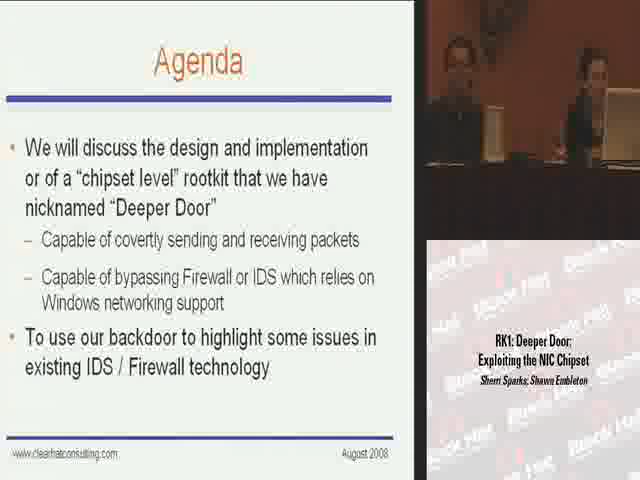 Agenda
• We will discuss the design and implementation
or of a “chipset level” rootkit that we have
nicknamed “Deeper Door”
– Capable of covertly sending and receiving packets
– Capable of bypassing Firewall or IDS which relies on
Windows networking support
• To use our backdoor to highlight some issues in
existing IDS / Firewall technology
www.clearhatconsulting.com
August 2008
RK1: Deeper Door:
Exploiting the NIC Chipset
Sherri Sparks; Shawn Embleton